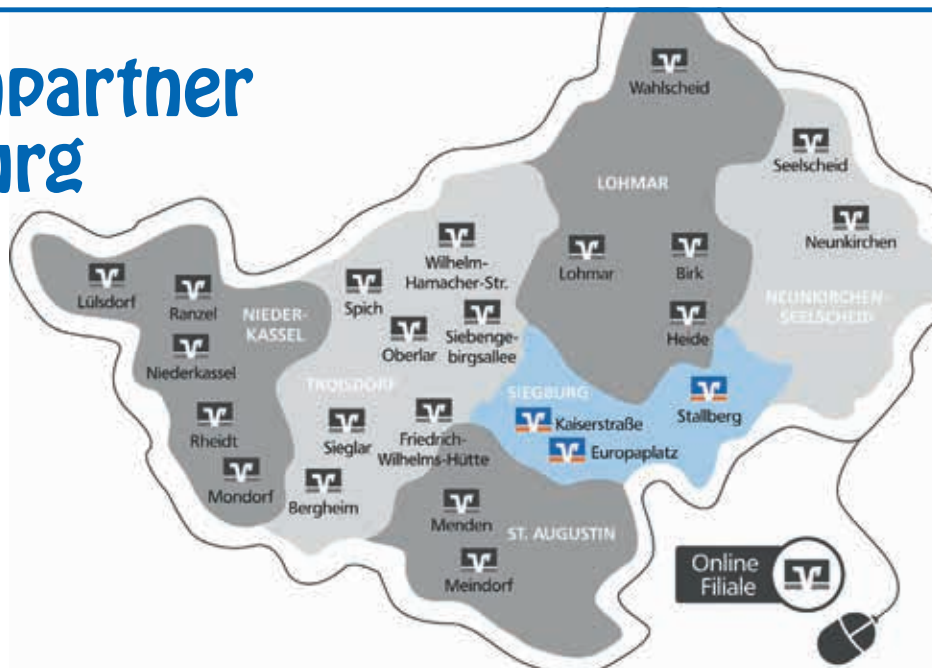 Wahlscheid
Seelscheid
LOHMAR
Neunkirchen
Wilhelm-
Hamacher-Str.
Lohmar
Birk
Lülsdorf
Ranzel
NIEDER-
KASSEL
Spich
NEUNKIRCHEN-
SEELSCHEID
Oberlar
Siebenge-
birgsallee
Heide
Niederkassel
TROISDORF
SIEGBURG
Stallberg
Kaiserstraße
Rheidt
Sieglar
Friedrich-
Wilhelms-Hütte
Europaplatz
Mondorf
Bergheim
Menden
ST. AUGUSTIN
Meindorf
Online
Filiale